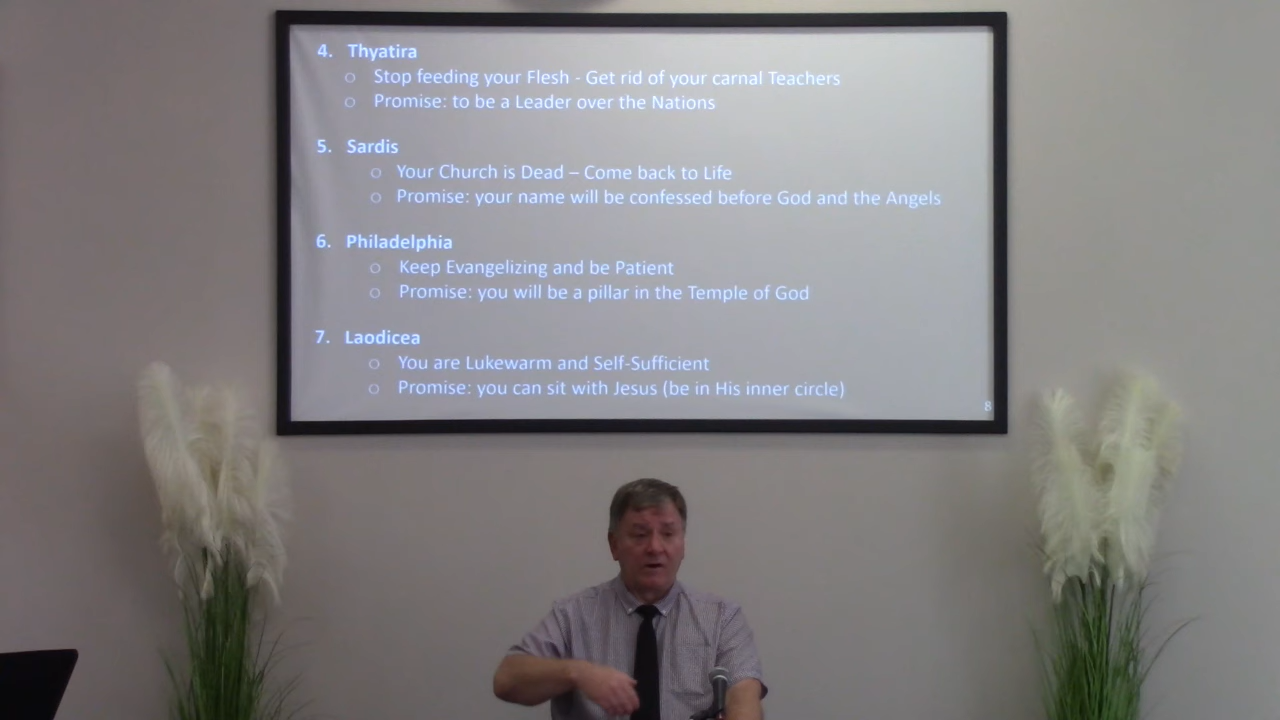 4. Thyatira
○ Stop feeding your Flesh - Get rid of your carnal Teachers
○ Promise: to be a Leader over the Nations
5. Sardis
○ Your Church is Dead – Come back to Life
○ Promise: your name will be confessed before God and the Angels
6. Philadelphia
○ Keep Evangelizing and be Patient
○ Promise: you will be a pillar in the Temple of God
7. Laodicea
○ You are Lukewarm and Self-Sufficient
○ Promise: you can sit with Jesus (be in His inner circle)
8